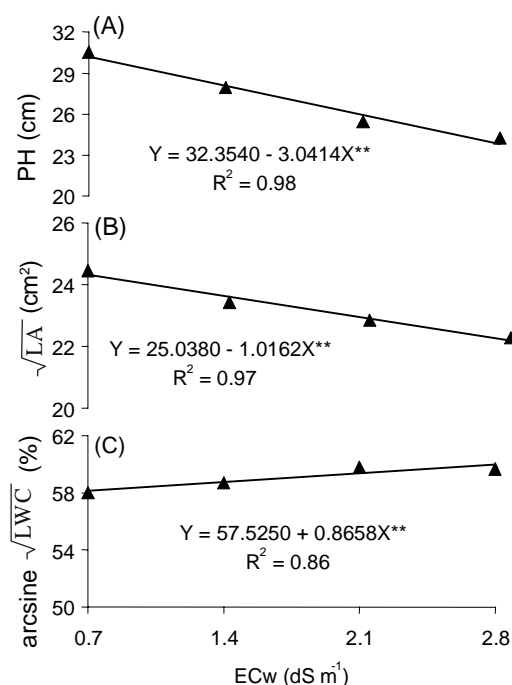 (A)
32
29
26
23
20
PH (cm)
Y = 32.3540 - 3.0414X**
R² = 0.98
(B)
26
24
22
20
√LA (cm²)
Y = 25.0380 - 1.0162X**
R² = 0.97
(C)
62
58
54
50
arcsine √LWC (%)
Y = 57.5250 + 0.8658X**
R² = 0.86
0.7 1.4 2.1 2.8
ECw (dS m⁻¹)